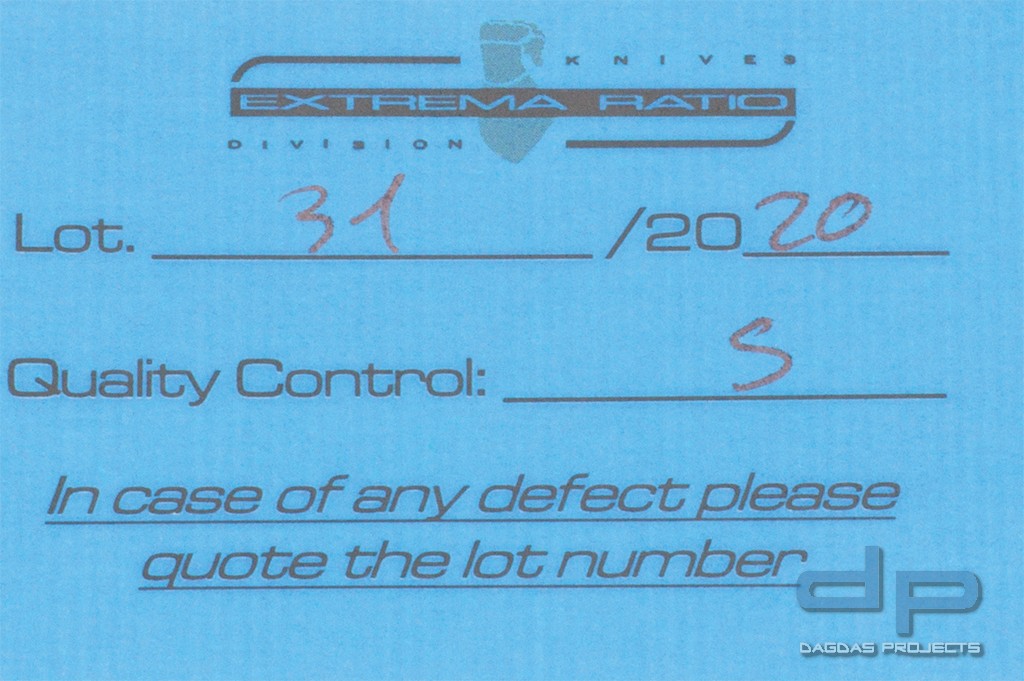 KNIVES
EXTREMA RATIO
DIVISION
Lot. 31 /2020
Quality Control: S
In case of any defect please
quote the lot number
dp
DAGDAS PROJECTS